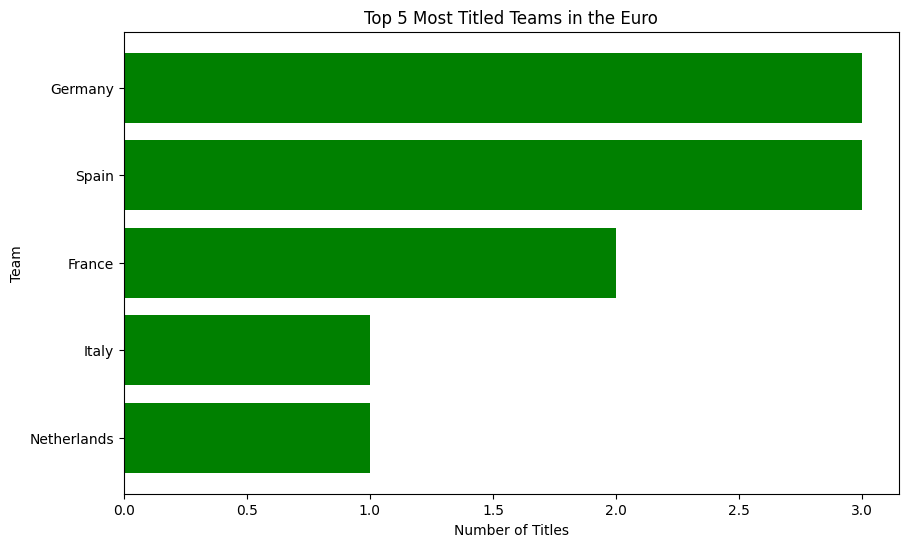 Top 5 Most Titled Teams in the Euro
Team
Germany
Spain
France
Italy
Netherlands
0.0 0.5 1.0 1.5 2.0 2.5 3.0
Number of Titles